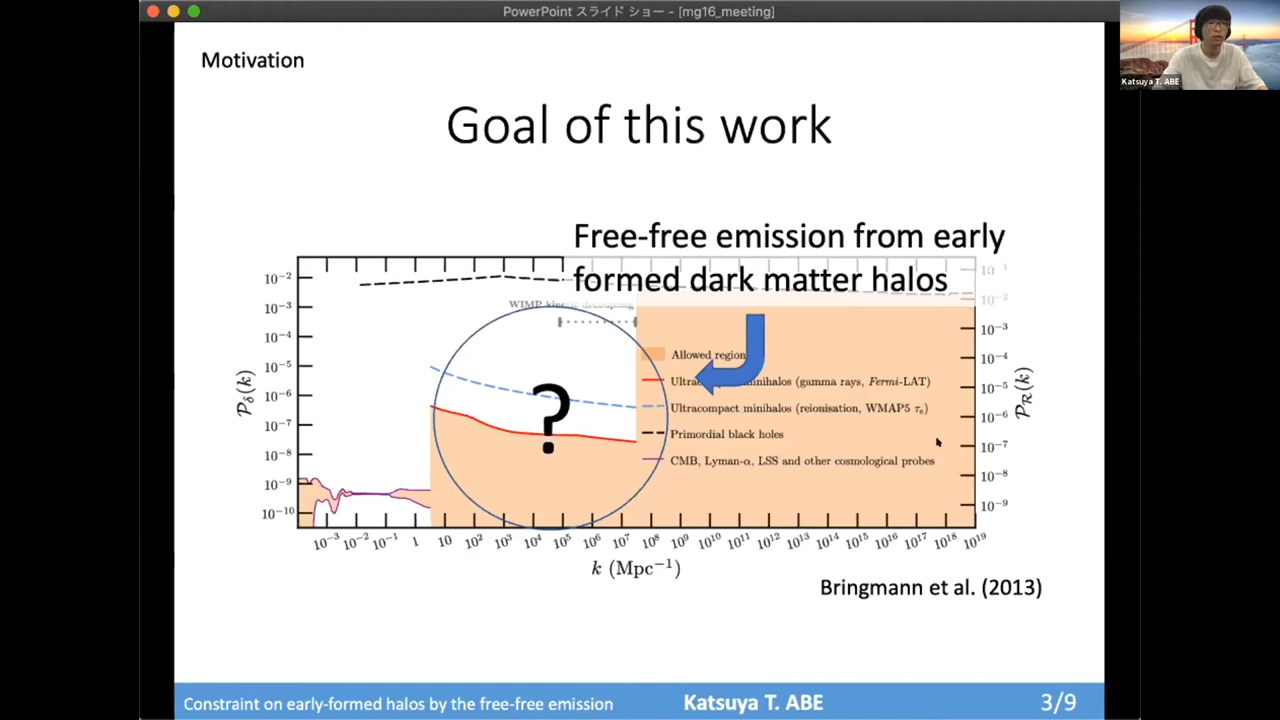 PowerPoint スライド ショー - [mg16_meeting]
Katsuya T. ABE
Motivation
Goal of this work
Free-free emission from early
formed dark matter halos
10⁻²
10⁻³
10⁻⁴
10⁻⁵
10⁻⁶
10⁻⁷
10⁻⁸
10⁻⁹
10⁻¹⁰
𝒫δ(k)
WIMP kinetic decoupling
?
Allowed region
minihalos (gamma rays, Fermi-LAT)
Ultracompact minihalos (reionisation, WMAP5 τₑ)
Primordial black holes
CMB, Lyman-α, LSS and other cosmological probes
10⁻²
10⁻³
10⁻⁴
10⁻⁵
10⁻⁶
10⁻⁷
10⁻⁸
10⁻⁹
𝒫ℛ(k)
10⁻³ 10⁻² 10⁻¹ 1 10 10² 10³ 10⁴ 10⁵ 10⁶ 10⁷ 10⁸ 10⁹ 10¹⁰ 10¹¹ 10¹² 10¹³ 10¹⁴ 10¹⁵ 10¹⁶ 10¹⁷ 10¹⁸ 10¹⁹
k (Mpc⁻¹)
Bringmann et al. (2013)
Constraint on early-formed halos by the free-free emission
Katsuya T. ABE
3/9